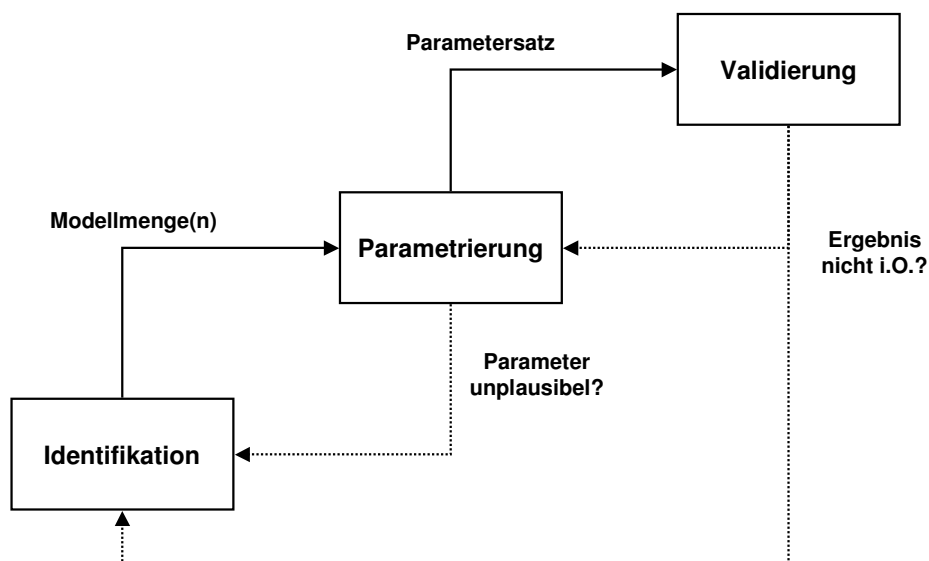 Parametersatz
Validierung
Modellmenge(n)
Parametrierung
Ergebnis
nicht i.O.?
Parameter
unplausibel?
Identifikation